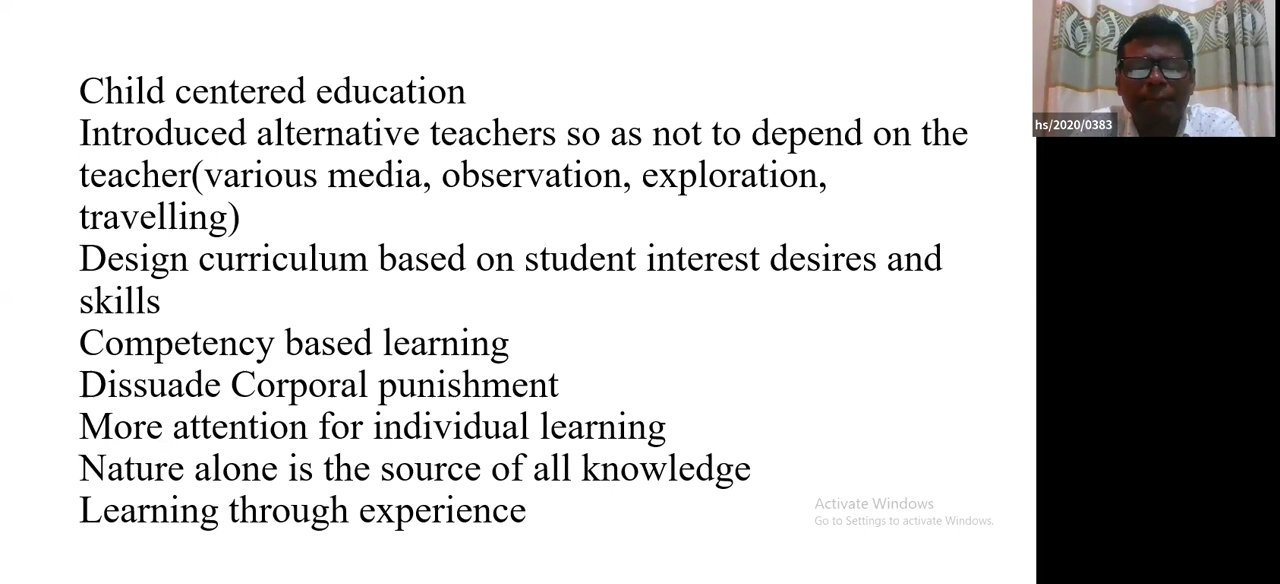 Child centered education
Introduced alternative teachers so as not to depend on the
teacher(various media, observation, exploration,
travelling)
Design curriculum based on student interest desires and
skills
Competency based learning
Dissuade Corporal punishment
More attention for individual learning
Nature alone is the source of all knowledge
Learning through experience
Activate Windows
Go to Settings to activate Windows.
hs/2020/0383